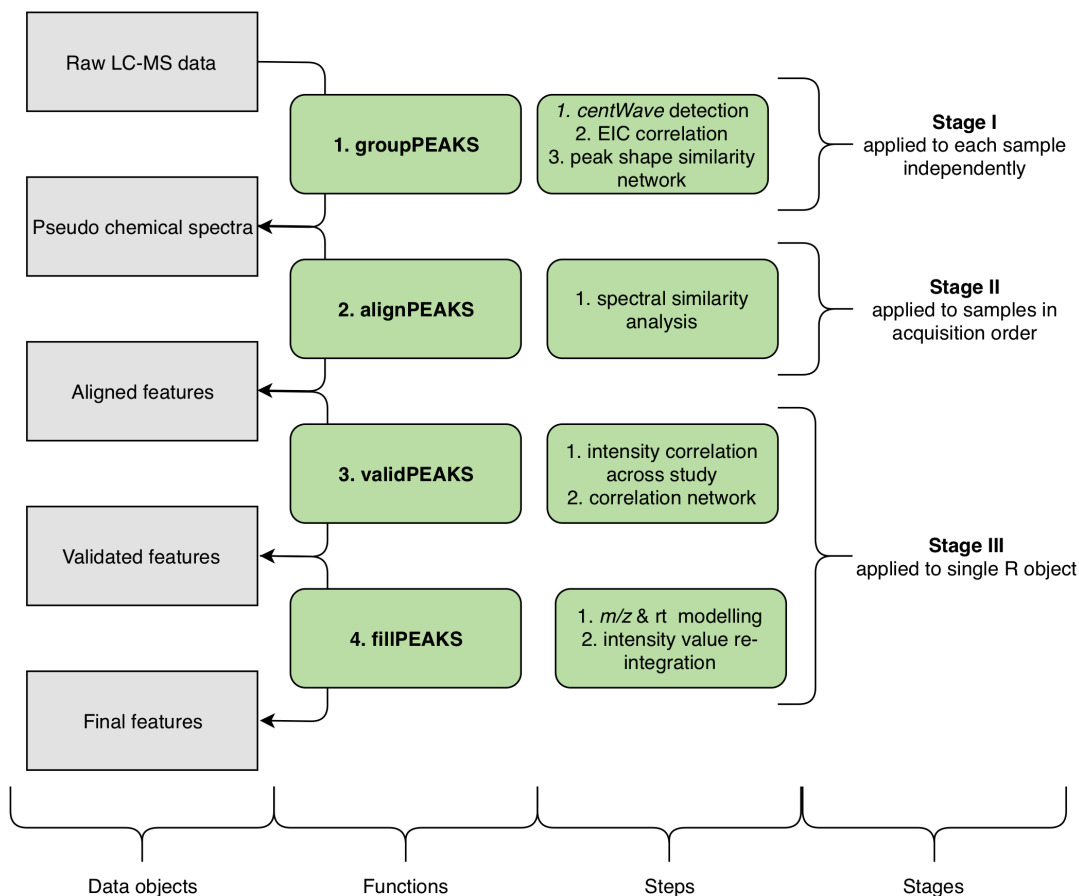 Raw LC-MS data
1. groupPEAKS
1. centWave detection
2. EIC correlation
3. peak shape similarity
network
Stage I
applied to each sample
independently
Pseudo chemical spectra
2. alignPEAKS
1. spectral similarity
analysis
Stage II
applied to samples in
acquisition order
Aligned features
3. validPEAKS
1. intensity correlation
across study
2. correlation network
Validated features
Stage III
applied to single R object
4. fillPEAKS
1. m/z & rt modelling
2. intensity value re-
integration
Final features
Data objects
Functions
Steps
Stages